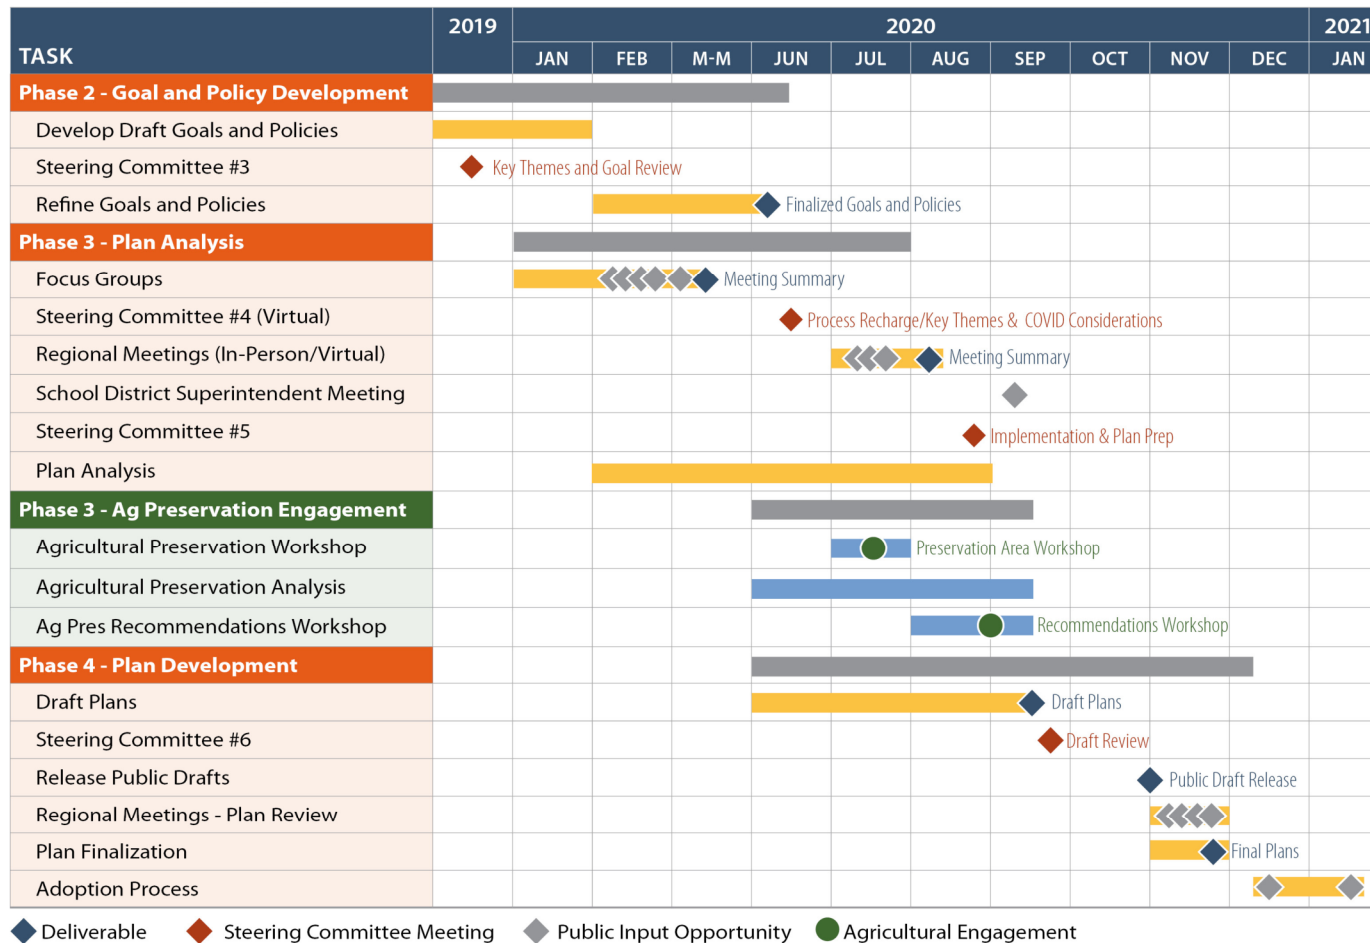 2019 2020 2021
TASK JAN FEB M-M JUN JUL AUG SEP OCT NOV DEC JAN
Phase 2 - Goal and Policy Development
Develop Draft Goals and Policies
Steering Committee #3 Key Themes and Goal Review
Refine Goals and Policies Finalized Goals and Policies
Phase 3 - Plan Analysis
Focus Groups Meeting Summary
Steering Committee #4 (Virtual) Process Recharge/Key Themes & COVID Considerations
Regional Meetings (In-Person/Virtual) Meeting Summary
School District Superintendent Meeting
Steering Committee #5 Implementation & Plan Prep
Plan Analysis
Phase 3 - Ag Preservation Engagement
Agricultural Preservation Workshop Preservation Area Workshop
Agricultural Preservation Analysis
Ag Pres Recommendations Workshop Recommendations Workshop
Phase 4 - Plan Development
Draft Plans Draft Plans
Steering Committee #6 Draft Review
Release Public Drafts Public Draft Release
Regional Meetings - Plan Review
Plan Finalization Final Plans
Adoption Process
Deliverable Steering Committee Meeting Public Input Opportunity Agricultural Engagement